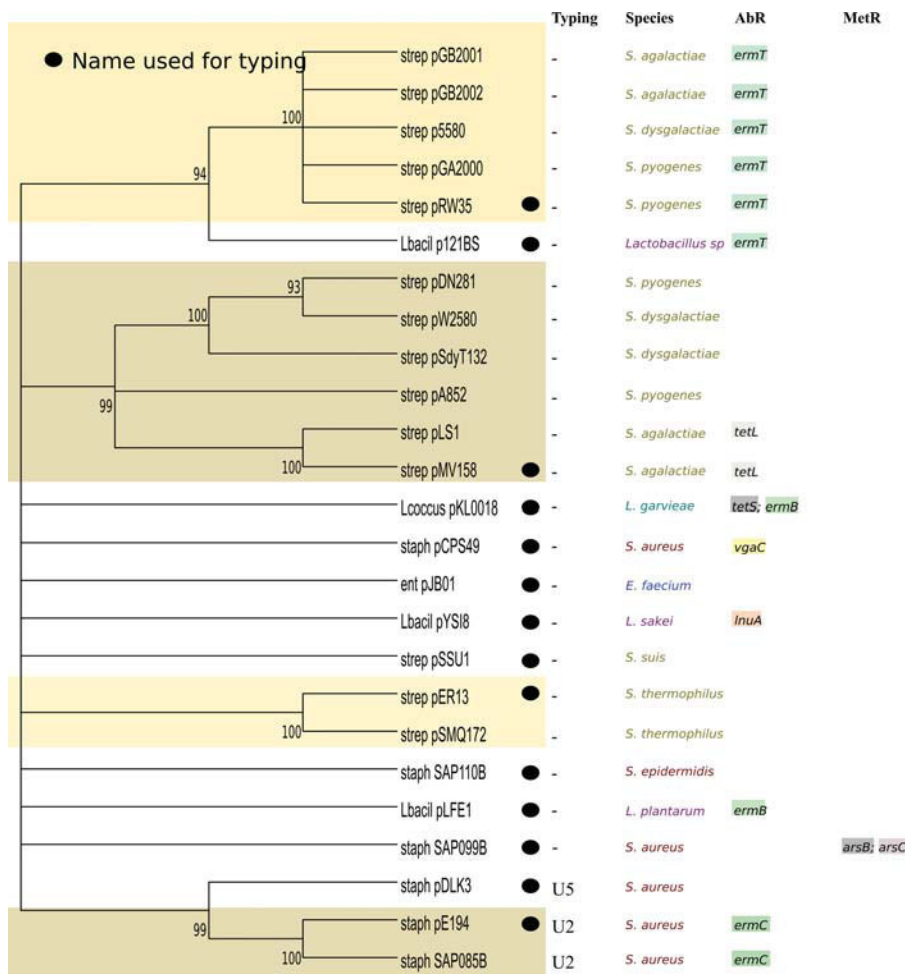 Typing Species AbR MetR
● Name used for typing
strep pGB2001 - S. agalactiae ermT
strep pGB2002 - S. agalactiae ermT
100
strep p5580 - S. dysgalactiae ermT
strep pGA2000 - S. pyogenes ermT
94
strep pRW35 ● - S. pyogenes ermT
Lbacil p121BS ● - Lactobacillus sp ermT
strep pDN281 - S. pyogenes
93
strep pW2580 - S. dysgalactiae
100
strep pSdyT132 - S. dysgalactiae
strep pA852 - S. pyogenes
99
strep pLS1 - S. agalactiae tetL
strep pMV158 ● - S. agalactiae tetL
100
Lcoccus pKL0018 ● - L. garvieae tetS; ermB
staph pCPS49 ● - S. aureus vgaC
ent pJB01 ● - E. faecium
Lbacil pYSI8 ● - L. sakei lnuA
strep pSSU1 ● - S. suis
strep pER13 ● - S. thermophilus
100 strep pSMQ172 - S. thermophilus
staph SAP110B ● - S. epidermidis
Lbacil pLFE1 ● - L. plantarum ermB
staph SAP099B ● - S. aureus arsB; arsC
staph pDLK3 ● U5 S. aureus
staph pE194 ● U2 S. aureus ermC
99
100 staph SAP085B U2 S. aureus ermC